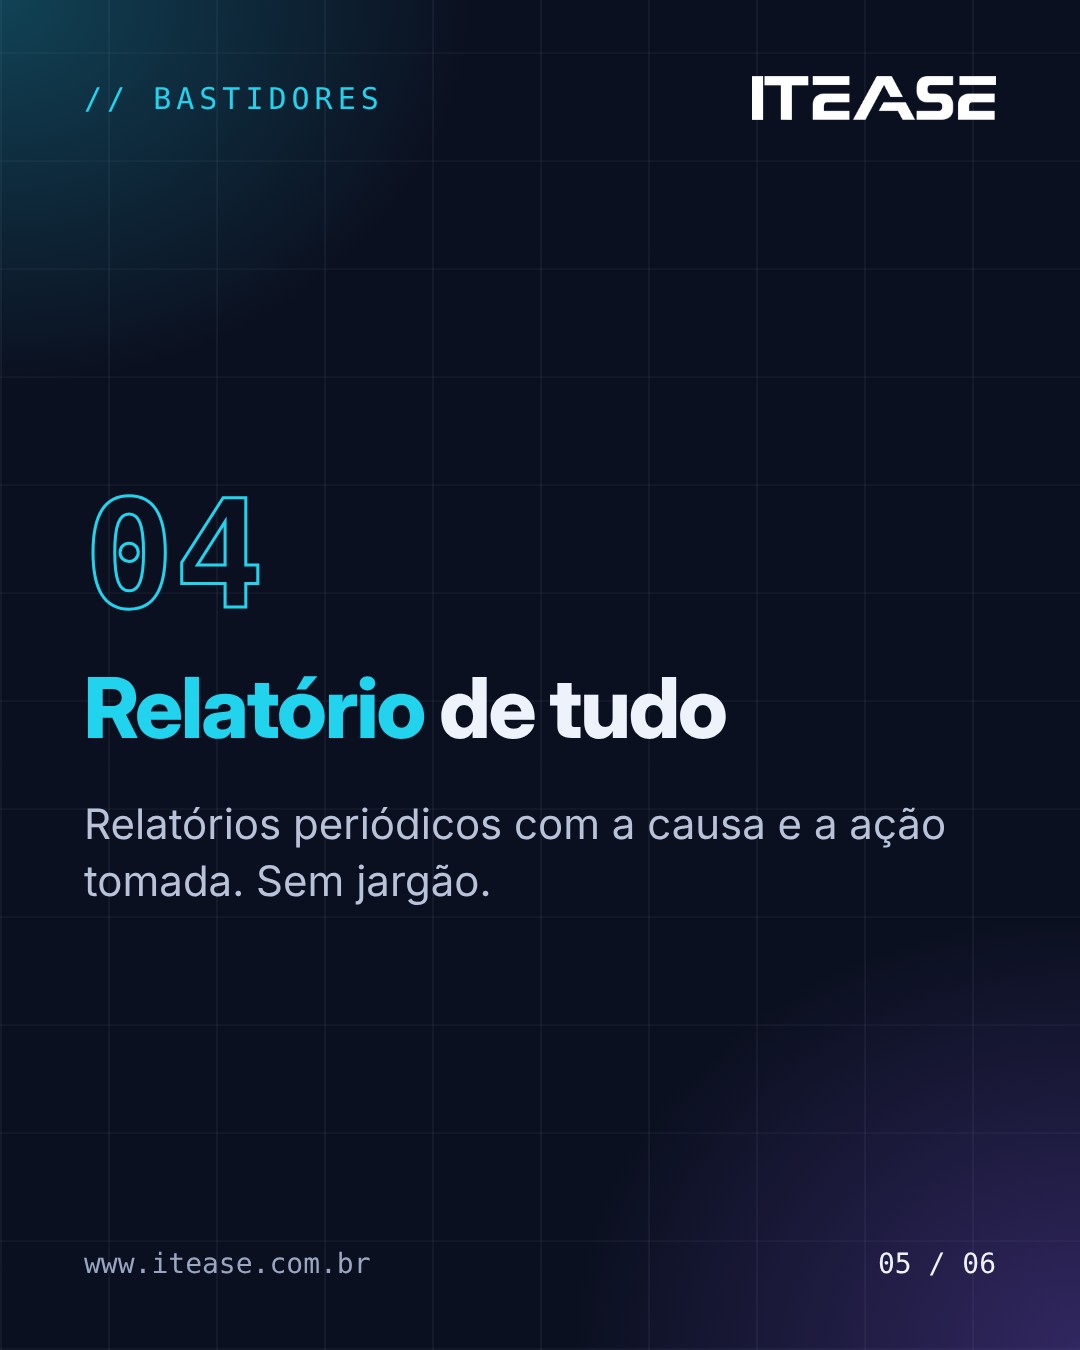 // BASTIDORES
ITEASE
04
Relatório de tudo
Relatórios periódicos com a causa e a ação
tomada. Sem jargão.
www.itease.com.br
05 / 06